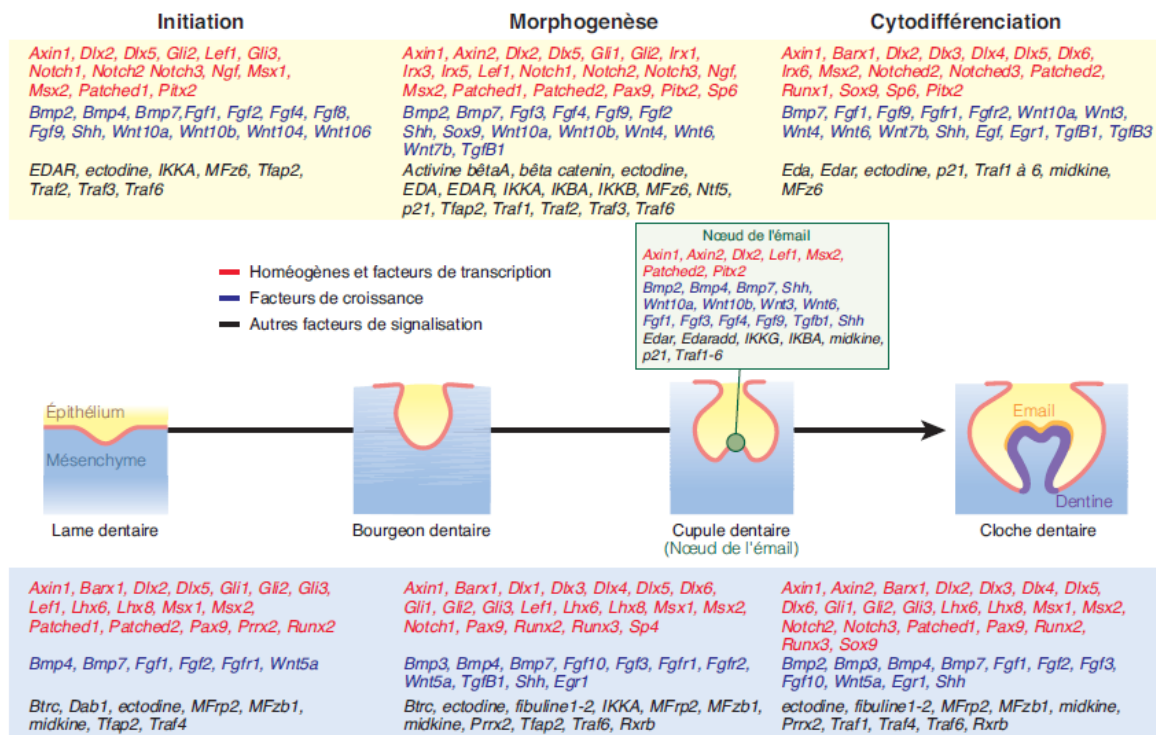 Initiation
Morphogenèse
Cytodifférenciation
Axin1, Dlx2, Dlx5, Gli2, Lef1, Gli3,
Notch1, Notch2 Notch3, Ngf, Msx1,
Msx2, Patched1, Pitx2
Bmp2, Bmp4, Bmp7,Fgf1, Fgf2, Fgf4, Fgf8,
Fgf9, Shh, Wnt10a, Wnt10b, Wnt104, Wnt106
EDAR, ectodine, IKKA, MFz6, Tfap2,
Traf2, Traf3, Traf6
Axin1, Axin2, Dlx2, Dlx5, Gli1, Gli2, Irx1,
Irx3, Irx5, Lef1, Notch1, Notch2, Notch3, Ngf,
Msx2, Patched1, Patched2, Pax9, Pitx2, Sp6
Bmp2, Bmp7, Fgf3, Fgf4, Fgf9, Fgf2
Shh, Sox9, Wnt10a, Wnt10b, Wnt4, Wnt6,
Wnt7b, TgfB1
Activine bêtaA, bêta catenin, ectodine,
EDA, EDAR, IKKA, IKBA, IKKB, MFz6, Ntf5,
p21, Tfap2, Traf1, Traf2, Traf3, Traf6
Axin1, Barx1, Dlx2, Dlx3, Dlx4, Dlx5, Dlx6,
Irx6, Msx2, Notched2, Notched3, Patched2,
Runx1, Sox9, Sp6, Pitx2
Bmp7, Fgf1, Fgf9, Fgfr1, Fgfr2, Wnt10a, Wnt3,
Wnt4, Wnt6, Wnt7b, Shh, Egf, Egr1, TgfB1, TgfB3
Eda, Edar, ectodine, p21, Traf1 à 6, midkine,
MFz6
Homéogènes et facteurs de transcription
Facteurs de croissance
Autres facteurs de signalisation
Nœud de l'émail
Axin1, Axin2, Dlx2, Lef1, Msx2,
Patched2, Pitx2
Bmp2, Bmp4, Bmp7, Shh,
Wnt10a, Wnt10b, Wnt3, Wnt6,
Fgf1, Fgf3, Fgf4, Fgf9, Tgfb1, Shh
Edar, Edaradd, IKKG, IKBA, midkine,
p21, Traf1-6
Épithélium
Mésenchyme
Email
Dentine
Lame dentaire
Bourgeon dentaire
Cupule dentaire
(Nœud de l'émail)
Cloche dentaire
Axin1, Barx1, Dlx2, Dlx5, Gli1, Gli2, Gli3,
Lef1, Lhx6, Lhx8, Msx1, Msx2,
Patched1, Patched2, Pax9, Prrx2, Runx2
Bmp4, Bmp7, Fgf1, Fgf2, Fgfr1, Wnt5a
Btrc, Dab1, ectodine, MFrp2, MFzb1,
midkine, Tfap2, Traf4
Axin1, Barx1, Dlx1, Dlx3, Dlx4, Dlx5, Dlx6,
Gli1, Gli2, Gli3, Lef1, Lhx6, Lhx8, Msx1, Msx2,
Notch1, Pax9, Runx2, Runx3, Sp4
Bmp3, Bmp4, Bmp7, Fgf10, Fgf3, Fgfr1, Fgfr2,
Wnt5a, TgfB1, Shh, Egr1
Btrc, ectodine, fibuline1-2, IKKA, MFrp2, MFzb1,
midkine, Prrx2, Tfap2, Traf6, Rxrb
Axin1, Axin2, Barx1, Dlx2, Dlx3, Dlx4, Dlx5,
Dlx6, Gli1, Gli2, Gli3, Lhx6, Lhx8, Msx1, Msx2,
Notch2, Notch3, Patched1, Pax9, Runx2,
Runx3, Sox9
Bmp2, Bmp3, Bmp4, Bmp7, Fgf1, Fgf2, Fgf3,
Fgf10, Wnt5a, Egr1, Shh
ectodine, fibuline1-2, MFrp2, MFzb1, midkine,
Prrx2, Traf1, Traf4, Traf6, Rxrb